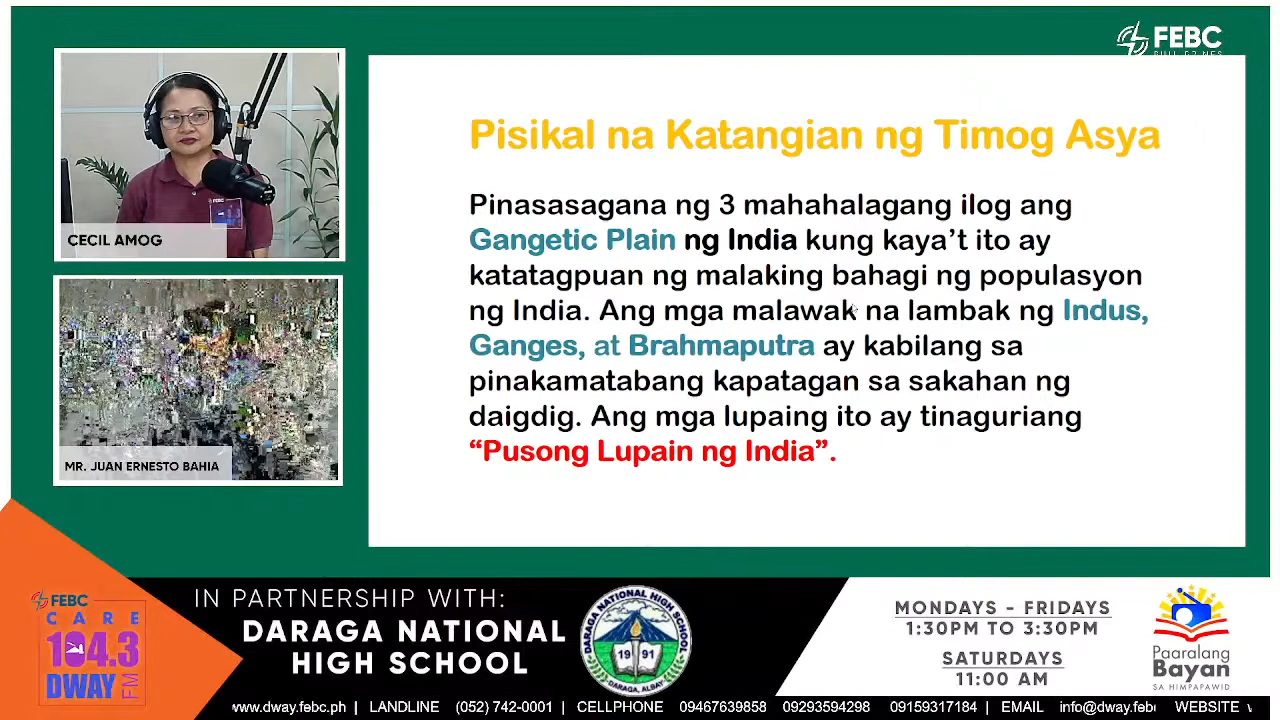 FEBC
CECIL AMOG
MR. JUAN ERNESTO BAHIA
Pisikal na Katangian ng Timog Asya
Pinasasagana ng 3 mahahalagang ilog ang
Gangetic Plain ng India kung kaya't ito ay
katatagpuan ng malaking bahagi ng populasyon
ng India. Ang mga malawak na lambak ng Indus,
Ganges, at Brahmaputra ay kabilang sa
pinakamatabang kapatagan sa sakahan ng
daigdig. Ang mga lupaing ito ay tinaguriang
“Pusong Lupain ng India”.
FEBC
CARE
104.3
DWAY FM
IN PARTNERSHIP WITH:
DARAGA NATIONAL
HIGH SCHOOL
DARAGA NATIONAL HIGH SCHOOL
1991
DARAGA, ALBAY
MONDAYS - FRIDAYS
1:30PM TO 3:30PM
SATURDAYS
11:00 AM
Paaralang
Bayan
SA HIMPAPAWID
www.dway.febc.ph | LANDLINE (052) 742-0001 | CELLPHONE 09467639858 09293594298 09159317184 | EMAIL info@dway.febc WEBSITE